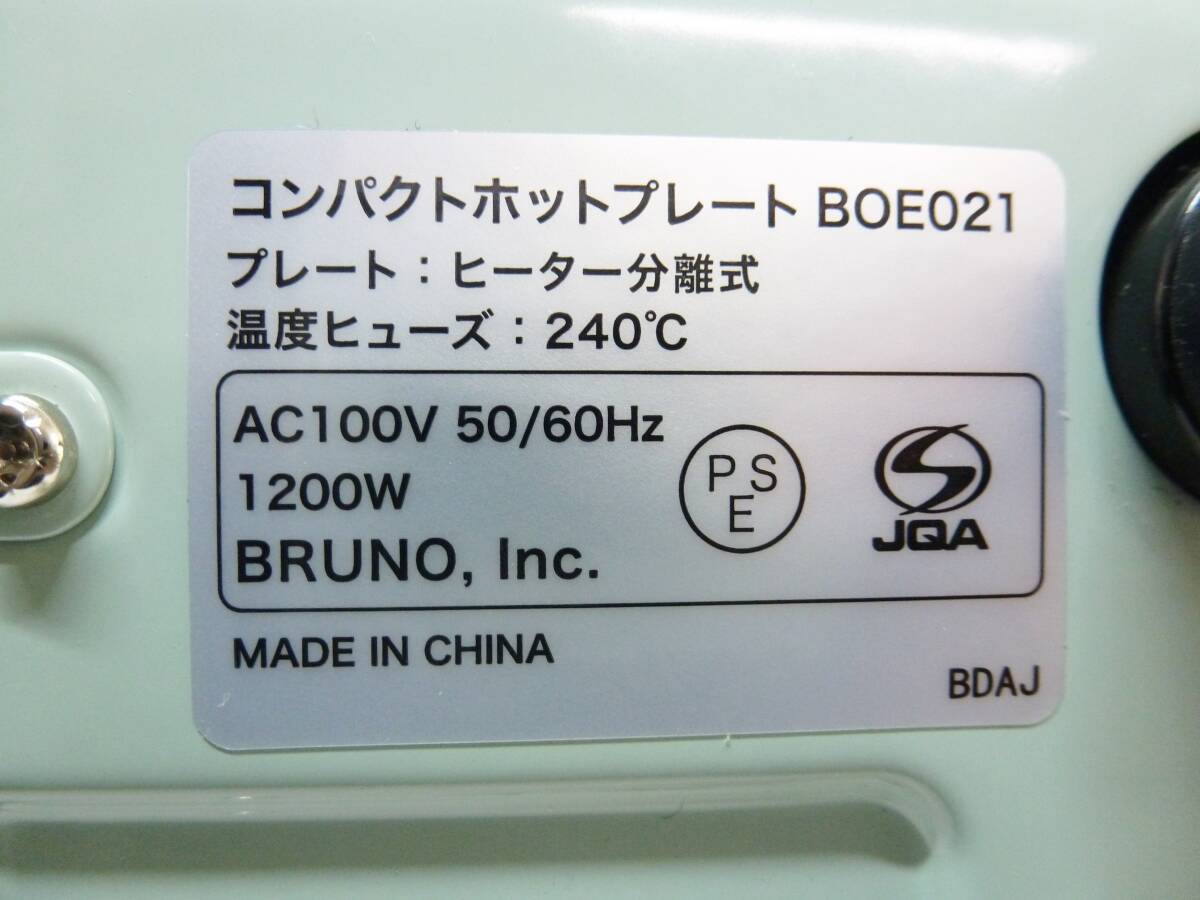 コンパクトホットプレート BOE021
プレート：ヒーター分離式
温度ヒューズ：240℃
AC100V 50/60Hz
1200W
BRUNO, Inc.
PSE
JQA
MADE IN CHINA
BDAJ